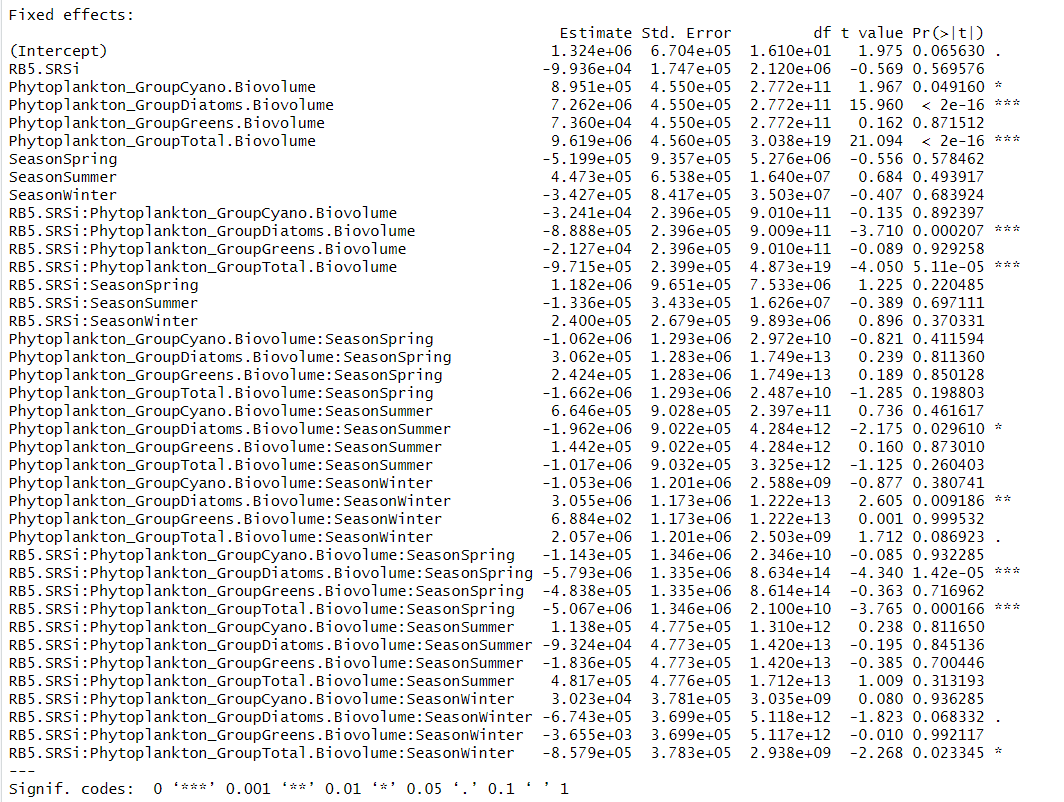 Fixed effects:
Estimate Std. Error df t value Pr(>|t|)
(Intercept) 1.324e+06 6.704e+05 1.610e+01 1.975 0.065630 .
RB5.SRSi -9.936e+04 1.747e+05 2.120e+06 -0.569 0.569576
Phytoplankton_GroupCyano.Biovolume 8.951e+05 4.550e+05 2.772e+11 1.967 0.049160 *
Phytoplankton_GroupDiatoms.Biovolume 7.262e+06 4.550e+05 2.772e+11 15.960 < 2e-16 ***
Phytoplankton_GroupGreens.Biovolume 7.360e+04 4.550e+05 2.772e+11 0.162 0.871512
Phytoplankton_GroupTotal.Biovolume 9.619e+06 4.560e+05 3.038e+19 21.094 < 2e-16 ***
SeasonSpring -5.199e+05 9.357e+05 5.276e+06 -0.556 0.578462
SeasonSummer 4.473e+05 6.538e+05 1.640e+07 0.684 0.493917
SeasonWinter -3.427e+05 8.417e+05 3.503e+07 -0.407 0.683924
RB5.SRSi:Phytoplankton_GroupCyano.Biovolume -3.241e+04 2.396e+05 9.010e+11 -0.135 0.892397
RB5.SRSi:Phytoplankton_GroupDiatoms.Biovolume -8.888e+05 2.396e+05 9.009e+11 -3.710 0.000207 ***
RB5.SRSi:Phytoplankton_GroupGreens.Biovolume -2.127e+04 2.396e+05 9.010e+11 -0.089 0.929258
RB5.SRSi:Phytoplankton_GroupTotal.Biovolume -9.715e+05 2.399e+05 4.873e+19 -4.050 5.11e-05 ***
RB5.SRSi:SeasonSpring 1.182e+06 9.651e+05 7.533e+06 1.225 0.220485
RB5.SRSi:SeasonSummer -1.336e+05 3.433e+05 1.626e+07 -0.389 0.697111
RB5.SRSi:SeasonWinter 2.400e+05 2.679e+05 9.893e+06 0.896 0.370331
Phytoplankton_GroupCyano.Biovolume:SeasonSpring -1.062e+06 1.293e+06 2.972e+10 -0.821 0.411594
Phytoplankton_GroupDiatoms.Biovolume:SeasonSpring 3.062e+05 1.283e+06 1.749e+13 0.239 0.811360
Phytoplankton_GroupGreens.Biovolume:SeasonSpring 2.424e+05 1.283e+06 1.749e+13 0.189 0.850128
Phytoplankton_GroupTotal.Biovolume:SeasonSpring -1.662e+06 1.293e+06 2.487e+10 -1.285 0.198803
Phytoplankton_GroupCyano.Biovolume:SeasonSummer 6.646e+05 9.028e+05 2.397e+11 0.736 0.461617
Phytoplankton_GroupDiatoms.Biovolume:SeasonSummer -1.962e+06 9.022e+05 4.284e+12 -2.175 0.029610 *
Phytoplankton_GroupGreens.Biovolume:SeasonSummer 1.442e+05 9.022e+05 4.284e+12 0.160 0.873010
Phytoplankton_GroupTotal.Biovolume:SeasonSummer -1.017e+06 9.032e+05 3.325e+12 -1.125 0.260403
Phytoplankton_GroupCyano.Biovolume:SeasonWinter -1.053e+06 1.201e+06 2.588e+09 -0.877 0.380741
Phytoplankton_GroupDiatoms.Biovolume:SeasonWinter 3.055e+06 1.173e+06 1.222e+13 2.605 0.009186 **
Phytoplankton_GroupGreens.Biovolume:SeasonWinter 6.884e+02 1.173e+06 1.222e+13 0.001 0.999532
Phytoplankton_GroupTotal.Biovolume:SeasonWinter 2.057e+06 1.201e+06 2.503e+09 1.712 0.086923 .
RB5.SRSi:Phytoplankton_GroupCyano.Biovolume:SeasonSpring -1.143e+05 1.346e+06 2.346e+10 -0.085 0.932285
RB5.SRSi:Phytoplankton_GroupDiatoms.Biovolume:SeasonSpring -5.793e+06 1.335e+06 8.634e+14 -4.340 1.42e-05 ***
RB5.SRSi:Phytoplankton_GroupGreens.Biovolume:SeasonSpring -4.838e+05 1.335e+06 8.614e+14 -0.363 0.716962
RB5.SRSi:Phytoplankton_GroupTotal.Biovolume:SeasonSpring -5.067e+06 1.346e+06 2.100e+10 -3.765 0.000166 ***
RB5.SRSi:Phytoplankton_GroupCyano.Biovolume:SeasonSummer 1.138e+05 4.775e+05 1.310e+12 0.238 0.811650
RB5.SRSi:Phytoplankton_GroupDiatoms.Biovolume:SeasonSummer -9.324e+04 4.773e+05 1.420e+13 -0.195 0.845136
RB5.SRSi:Phytoplankton_GroupGreens.Biovolume:SeasonSummer -1.836e+05 4.773e+05 1.420e+13 -0.385 0.700446
RB5.SRSi:Phytoplankton_GroupTotal.Biovolume:SeasonSummer 4.817e+05 4.776e+05 1.712e+13 1.009 0.313193
RB5.SRSi:Phytoplankton_GroupCyano.Biovolume:SeasonWinter 3.023e+04 3.781e+05 3.035e+09 0.080 0.936285
RB5.SRSi:Phytoplankton_GroupDiatoms.Biovolume:SeasonWinter -6.743e+05 3.699e+05 5.118e+12 -1.823 0.068332 .
RB5.SRSi:Phytoplankton_GroupGreens.Biovolume:SeasonWinter -3.655e+03 3.699e+05 5.117e+12 -0.010 0.992117
RB5.SRSi:Phytoplankton_GroupTotal.Biovolume:SeasonWinter -8.579e+05 3.783e+05 2.938e+09 -2.268 0.023345 *
---
Signif. codes: 0 ‘***’ 0.001 ‘**’ 0.01 ‘*’ 0.05 ‘.’ 0.1 ‘ ’ 1